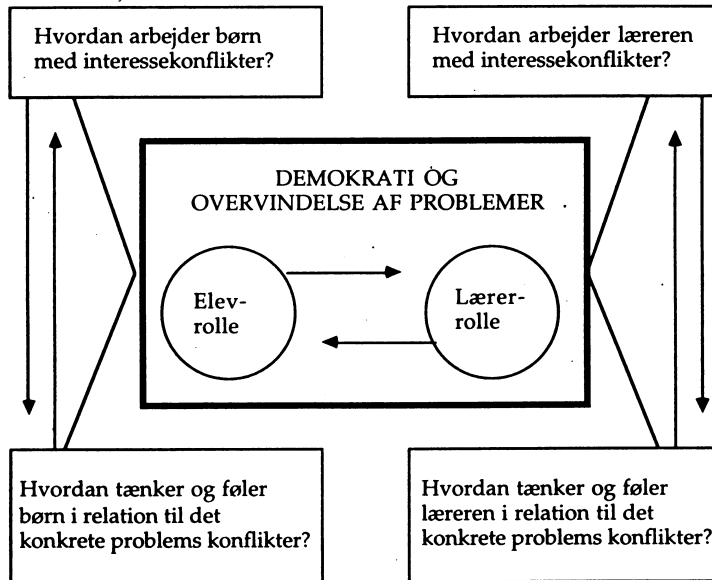 Hvordan arbejder børn
med interessekonflikter?
Hvordan arbejder læreren
med interessekonflikter?
DEMOKRATI OG
OVERVINDELSE AF PROBLEMER
Elev-
rolle
Lærer-
rolle
Hvordan tænker og føler
børn i relation til det
konkrete problems konflikter?
Hvordan tænker og føler
læreren i relation til det
konkrete problems konflikter?